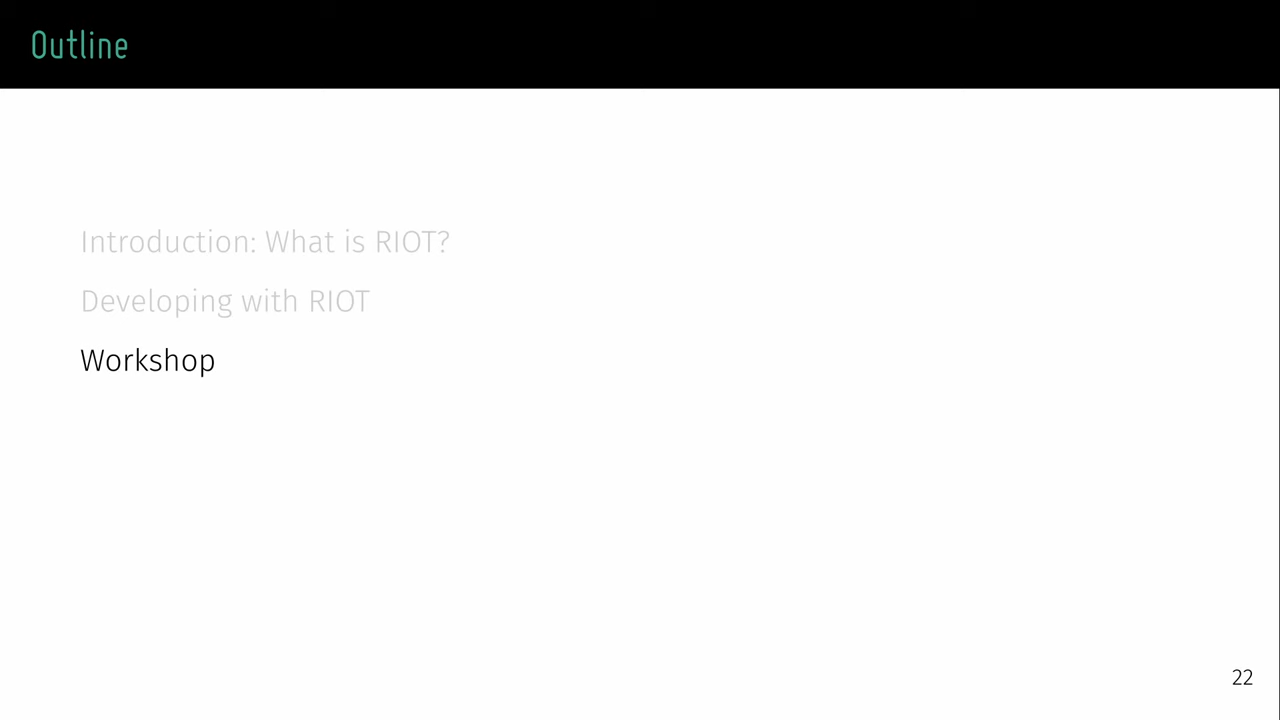 Outline
Introduction: What is RIOT?
Developing with RIOT
Workshop
22